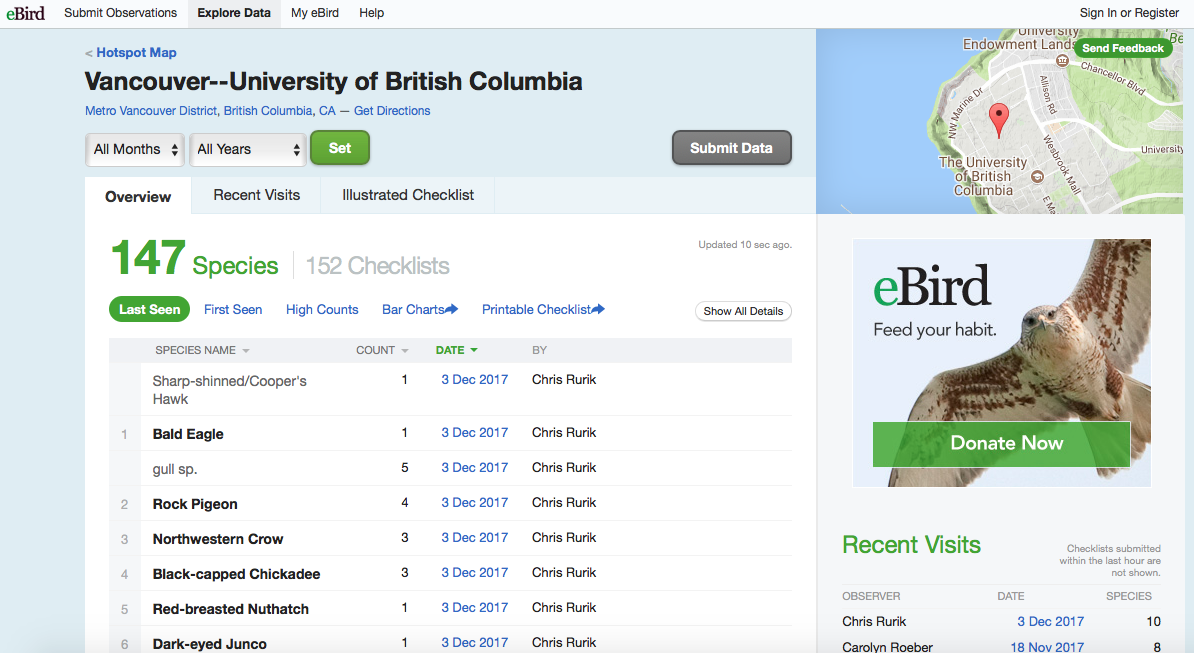 eBird Submit Observations Explore Data My eBird Help Sign In or Register
< Hotspot Map
Vancouver--University of British Columbia
Metro Vancouver District, British Columbia, CA — Get Directions
All Months All Years Set Submit Data
Overview Recent Visits Illustrated Checklist
147 Species 152 Checklists
Updated 10 sec ago.
Last Seen First Seen High Counts Bar Charts Printable Checklist Show All Details
SPECIES NAME COUNT DATE BY
Sharp-shinned/Cooper's 1 3 Dec 2017 Chris Rurik
Hawk
1 Bald Eagle 1 3 Dec 2017 Chris Rurik
gull sp. 5 3 Dec 2017 Chris Rurik
2 Rock Pigeon 4 3 Dec 2017 Chris Rurik
3 Northwestern Crow 3 3 Dec 2017 Chris Rurik
4 Black-capped Chickadee 3 3 Dec 2017 Chris Rurik
5 Red-breasted Nuthatch 1 3 Dec 2017 Chris Rurik
6 Dark-eyed Junco 1 3 Dec 2017 Chris Rurik
University
Endowment Lands
Send Feedback
Be
Chancellor Blvd
Allison Rd
NW Marine Dr
Wesbrook Mall
University
The University
of British
Columbia
E Ma
eBird
Feed your habit.
Donate Now
Recent Visits
Checklists submitted
within the last hour are
not shown.
OBSERVER DATE SPECIES
Chris Rurik 3 Dec 2017 10
Carolyn Roeber 18 Nov 2017 8